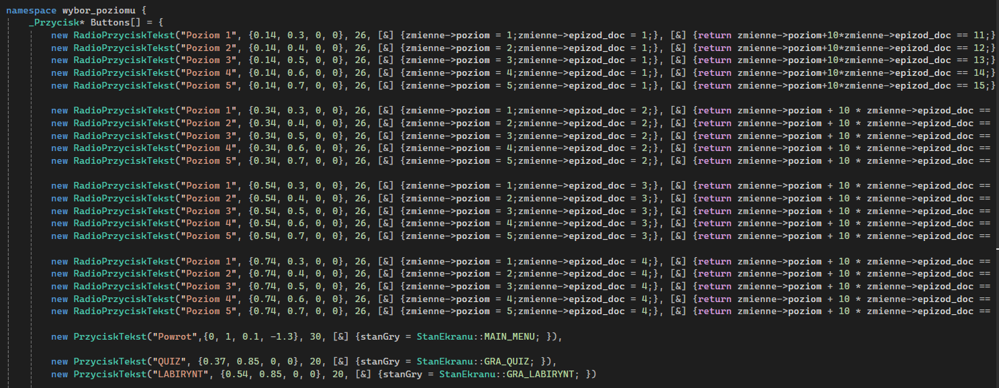 namespace wybor_poziomu {
_Przycisk* Buttons[] = {
new RadioPrzyciskTekst("Poziom 1", {0.14, 0.3, 0, 0}, 26, [&] {zmienne->poziom = 1;zmienne->epizod_doc = 1;}, [&] {return zmienne->poziom+10*zmienne->epizod_doc == 11;}
new RadioPrzyciskTekst("Poziom 2", {0.14, 0.4, 0, 0}, 26, [&] {zmienne->poziom = 2;zmienne->epizod_doc = 1;}, [&] {return zmienne->poziom+10*zmienne->epizod_doc == 12;}
new RadioPrzyciskTekst("Poziom 3", {0.14, 0.5, 0, 0}, 26, [&] {zmienne->poziom = 3;zmienne->epizod_doc = 1;}, [&] {return zmienne->poziom+10*zmienne->epizod_doc == 13;}
new RadioPrzyciskTekst("Poziom 4", {0.14, 0.6, 0, 0}, 26, [&] {zmienne->poziom = 4;zmienne->epizod_doc = 1;}, [&] {return zmienne->poziom+10*zmienne->epizod_doc == 14;}
new RadioPrzyciskTekst("Poziom 5", {0.14, 0.7, 0, 0}, 26, [&] {zmienne->poziom = 5;zmienne->epizod_doc = 1;}, [&] {return zmienne->poziom+10*zmienne->epizod_doc == 15;}
new RadioPrzyciskTekst("Poziom 1", {0.34, 0.3, 0, 0}, 26, [&] {zmienne->poziom = 1;zmienne->epizod_doc = 2;}, [&] {return zmienne->poziom + 10 * zmienne->epizod_doc ==
new RadioPrzyciskTekst("Poziom 2", {0.34, 0.4, 0, 0}, 26, [&] {zmienne->poziom = 2;zmienne->epizod_doc = 2;}, [&] {return zmienne->poziom + 10 * zmienne->epizod_doc ==
new RadioPrzyciskTekst("Poziom 3", {0.34, 0.5, 0, 0}, 26, [&] {zmienne->poziom = 3;zmienne->epizod_doc = 2;}, [&] {return zmienne->poziom + 10 * zmienne->epizod_doc ==
new RadioPrzyciskTekst("Poziom 4", {0.34, 0.6, 0, 0}, 26, [&] {zmienne->poziom = 4;zmienne->epizod_doc = 2;}, [&] {return zmienne->poziom + 10 * zmienne->epizod_doc ==
new RadioPrzyciskTekst("Poziom 5", {0.34, 0.7, 0, 0}, 26, [&] {zmienne->poziom = 5;zmienne->epizod_doc = 2;}, [&] {return zmienne->poziom + 10 * zmienne->epizod_doc ==
new RadioPrzyciskTekst("Poziom 1", {0.54, 0.3, 0, 0}, 26, [&] {zmienne->poziom = 1;zmienne->epizod_doc = 3;}, [&] {return zmienne->poziom + 10 * zmienne->epizod_doc ==
new RadioPrzyciskTekst("Poziom 2", {0.54, 0.4, 0, 0}, 26, [&] {zmienne->poziom = 2;zmienne->epizod_doc = 3;}, [&] {return zmienne->poziom + 10 * zmienne->epizod_doc ==
new RadioPrzyciskTekst("Poziom 3", {0.54, 0.5, 0, 0}, 26, [&] {zmienne->poziom = 3;zmienne->epizod_doc = 3;}, [&] {return zmienne->poziom + 10 * zmienne->epizod_doc ==
new RadioPrzyciskTekst("Poziom 4", {0.54, 0.6, 0, 0}, 26, [&] {zmienne->poziom = 4;zmienne->epizod_doc = 3;}, [&] {return zmienne->poziom + 10 * zmienne->epizod_doc ==
new RadioPrzyciskTekst("Poziom 5", {0.54, 0.7, 0, 0}, 26, [&] {zmienne->poziom = 5;zmienne->epizod_doc = 3;}, [&] {return zmienne->poziom + 10 * zmienne->epizod_doc ==
new RadioPrzyciskTekst("Poziom 1", {0.74, 0.3, 0, 0}, 26, [&] {zmienne->poziom = 1;zmienne->epizod_doc = 4;}, [&] {return zmienne->poziom + 10 * zmienne->epizod_doc ==
new RadioPrzyciskTekst("Poziom 2", {0.74, 0.4, 0, 0}, 26, [&] {zmienne->poziom = 2;zmienne->epizod_doc = 4;}, [&] {return zmienne->poziom + 10 * zmienne->epizod_doc ==
new RadioPrzyciskTekst("Poziom 3", {0.74, 0.5, 0, 0}, 26, [&] {zmienne->poziom = 3;zmienne->epizod_doc = 4;}, [&] {return zmienne->poziom + 10 * zmienne->epizod_doc ==
new RadioPrzyciskTekst("Poziom 4", {0.74, 0.6, 0, 0}, 26, [&] {zmienne->poziom = 4;zmienne->epizod_doc = 4;}, [&] {return zmienne->poziom + 10 * zmienne->epizod_doc ==
new RadioPrzyciskTekst("Poziom 5", {0.74, 0.7, 0, 0}, 26, [&] {zmienne->poziom = 5;zmienne->epizod_doc = 4;}, [&] {return zmienne->poziom + 10 * zmienne->epizod_doc ==
new PrzyciskTekst("Powrot",{0, 1, 0.1, -1.3}, 30, [&] {stanGry = StanEkranu::MAIN_MENU; }),
new PrzyciskTekst("QUIZ", {0.37, 0.85, 0, 0}, 20, [&] {stanGry = StanEkranu::GRA_QUIZ; }),
new PrzyciskTekst("LABIRYNT", {0.54, 0.85, 0, 0}, 20, [&] {stanGry = StanEkranu::GRA_LABIRYNT; })